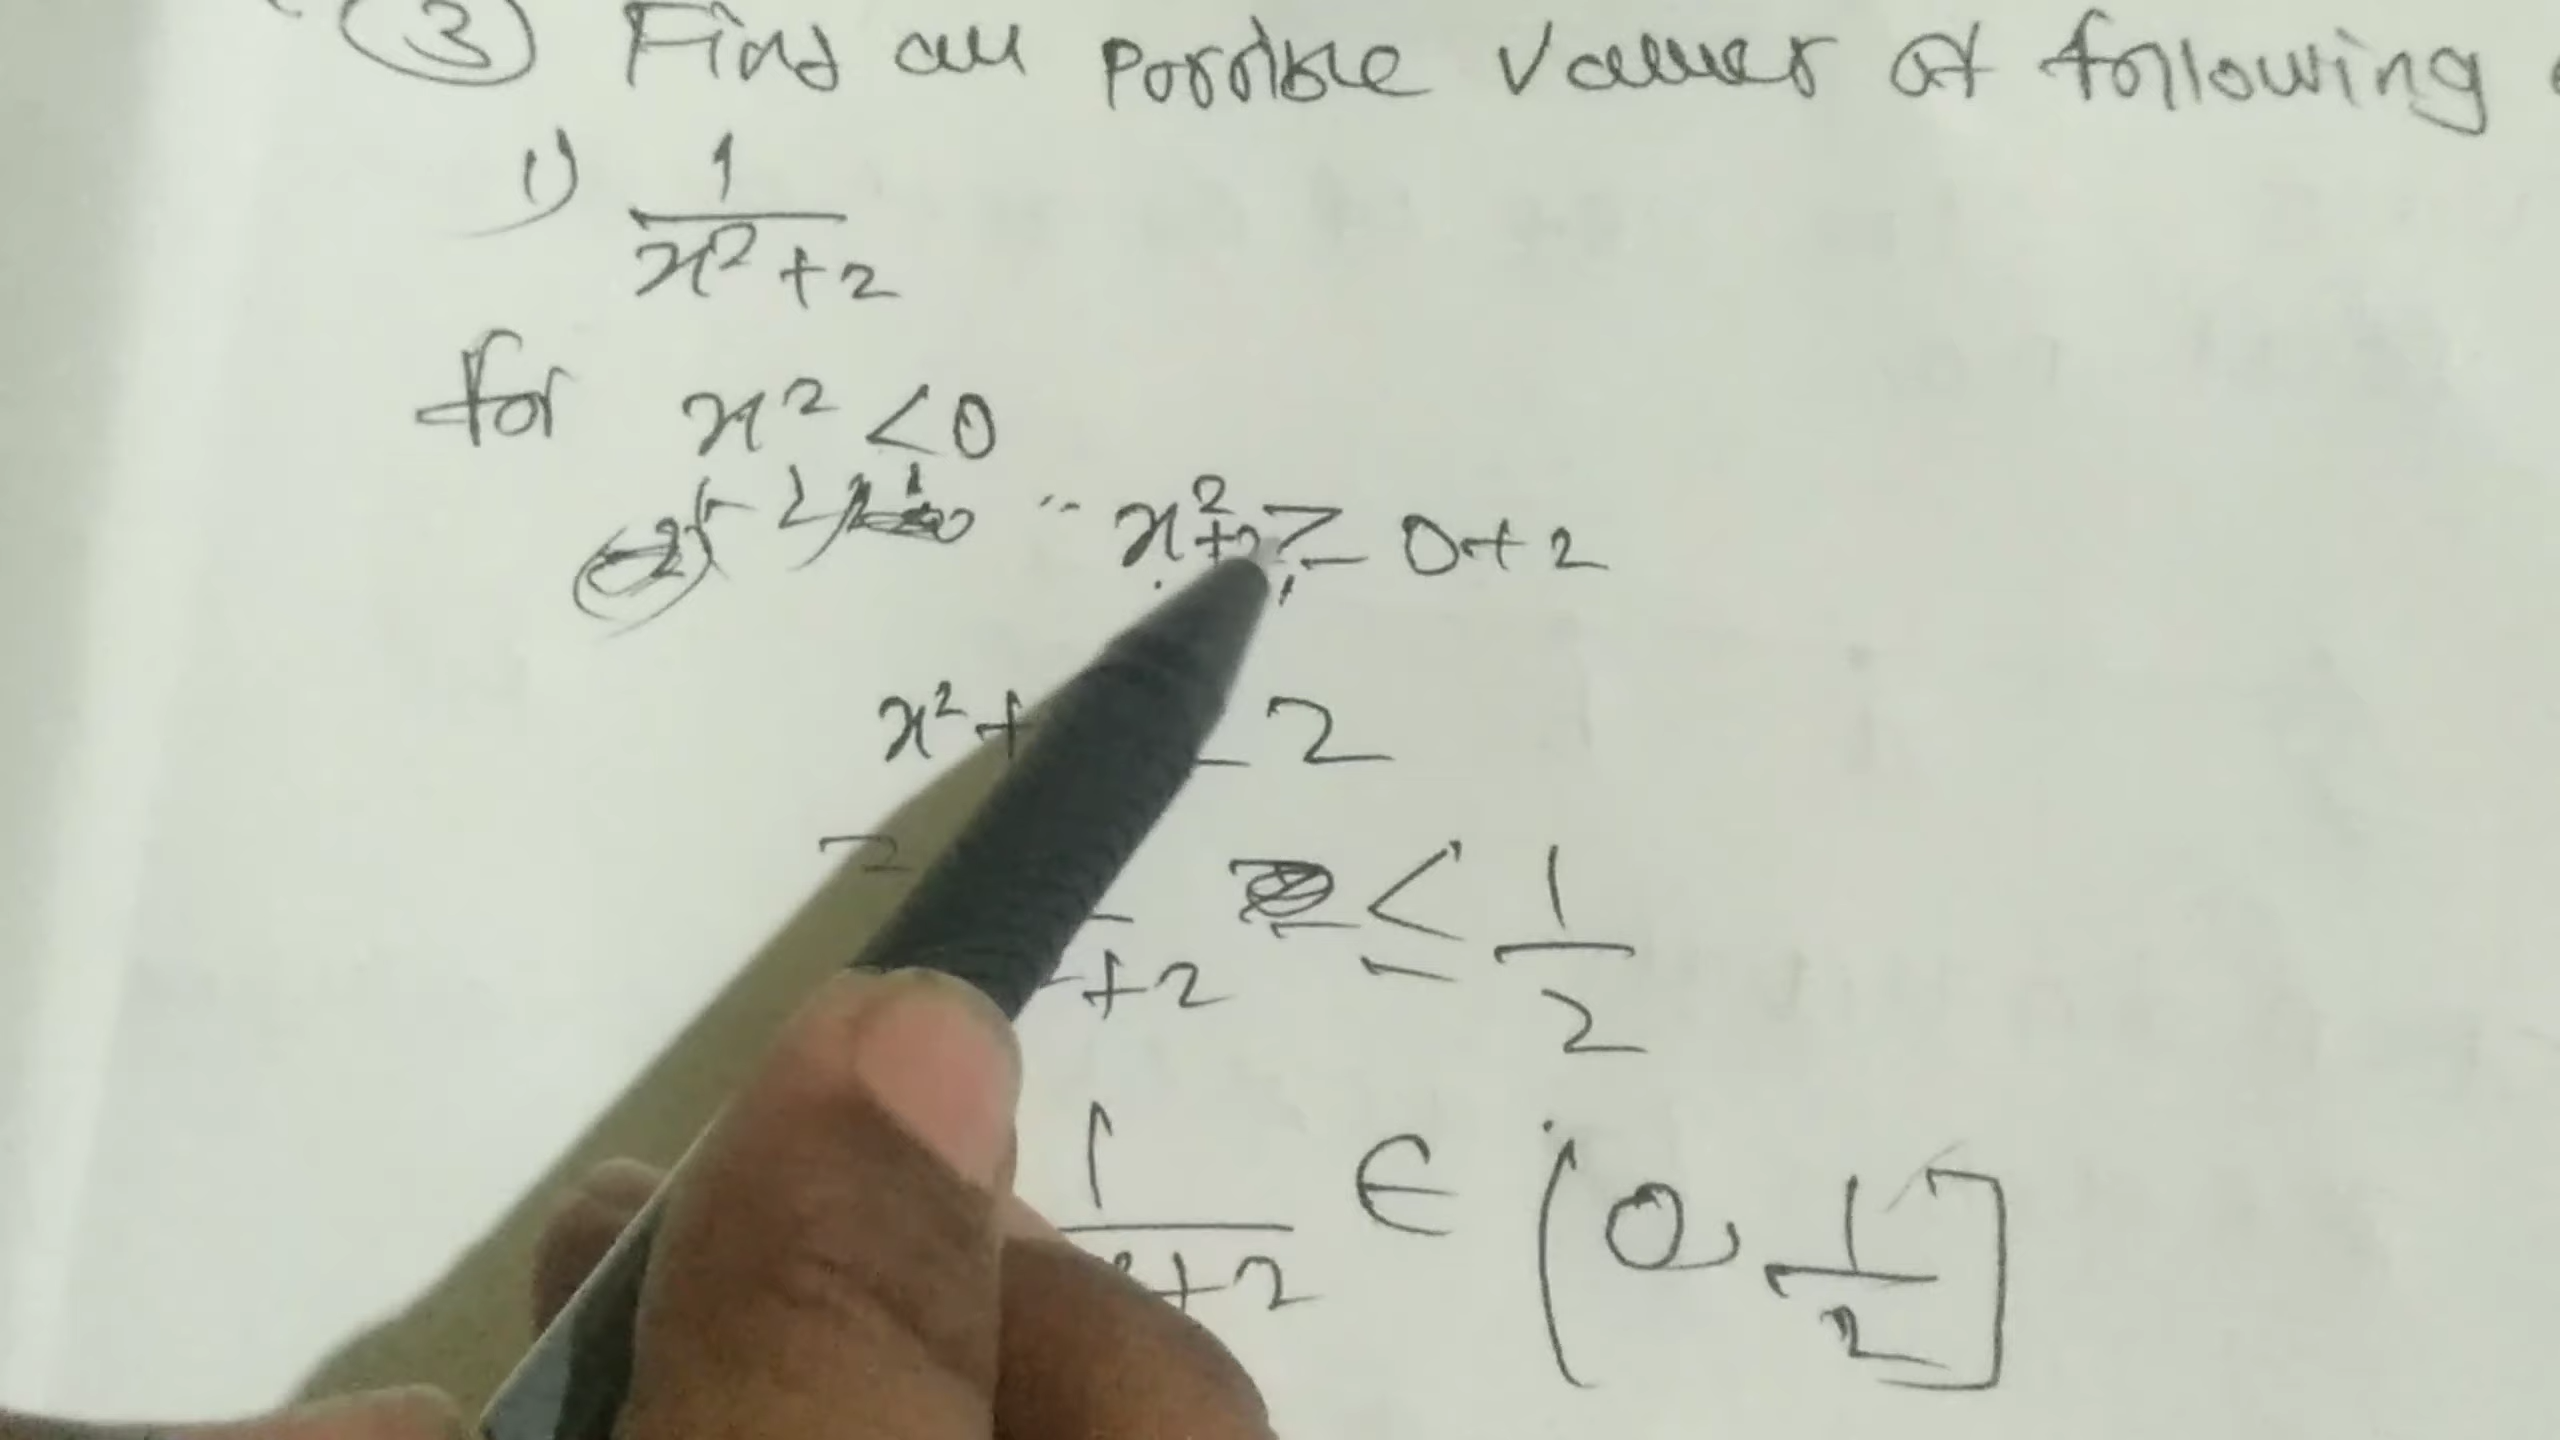 ③ Find all possible values of following
1) 1/(x²+2)
for x² < 0
x²+2 ≥ 0+2
x²+ 2
+2 ≤ 1/2
1/ ²+2 ∈ (0, 1/2]